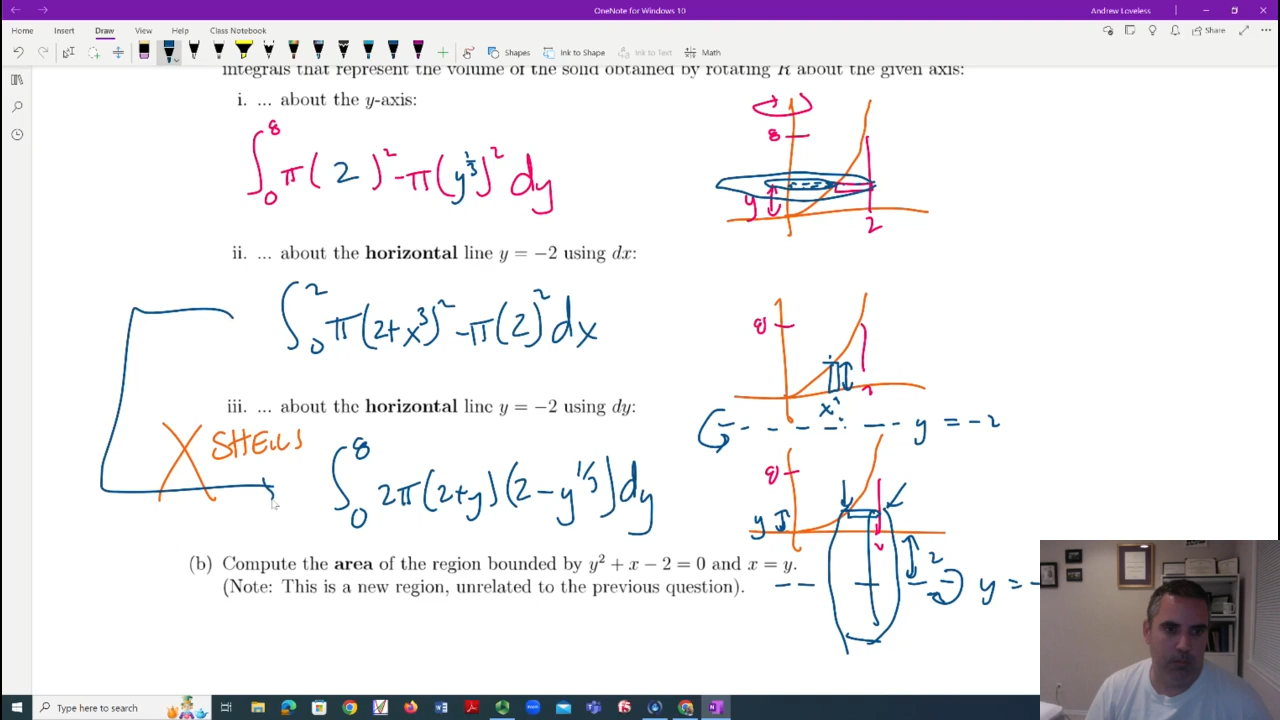 OneNote for Windows 10
Andrew Loveless
Home Insert Draw View Help Class Notebook
Shapes Ink to Shape Ink to Text Math Share
integrals that represent the volume of the solid obtained by rotating R about the given axis:
i. ... about the y-axis:
∫₀⁸ π(2)² − π(y^{1/3})² dy
8
y
2
ii. ... about the horizontal line y = −2 using dx:
∫₀² π(2+x³)² − π(2)² dx
8
x
y = −2
iii. ... about the horizontal line y = −2 using dy:
SHELLS
∫₀⁸ 2π(2+y)(2−y^{1/3}) dy
8
y
2
y = −
(b) Compute the area of the region bounded by y² + x − 2 = 0 and x = y.
(Note: This is a new region, unrelated to the previous question).
Type here to search